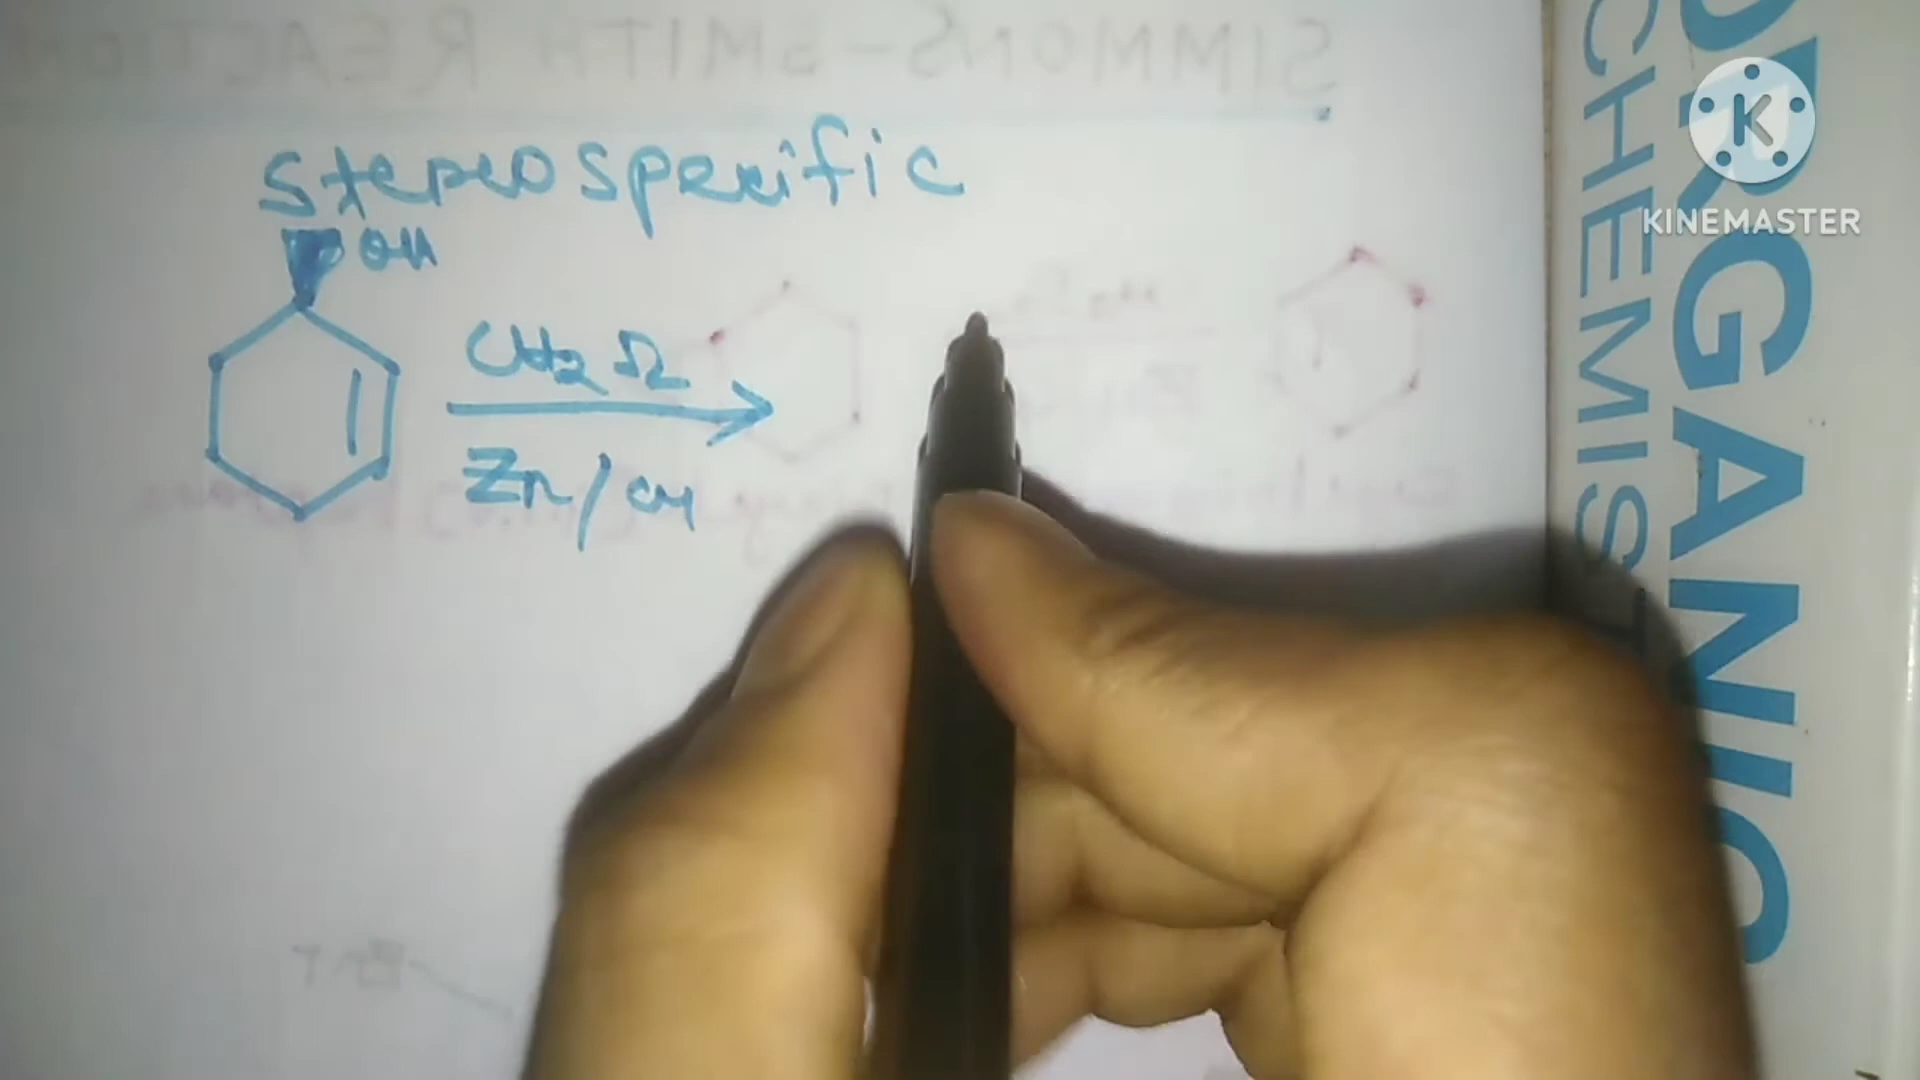 SIMMONS-SMITH REACTION
stereospecific
OH
CH2I2
Zn/Cu
KINEMASTER
ORGANIC
CHEMIS